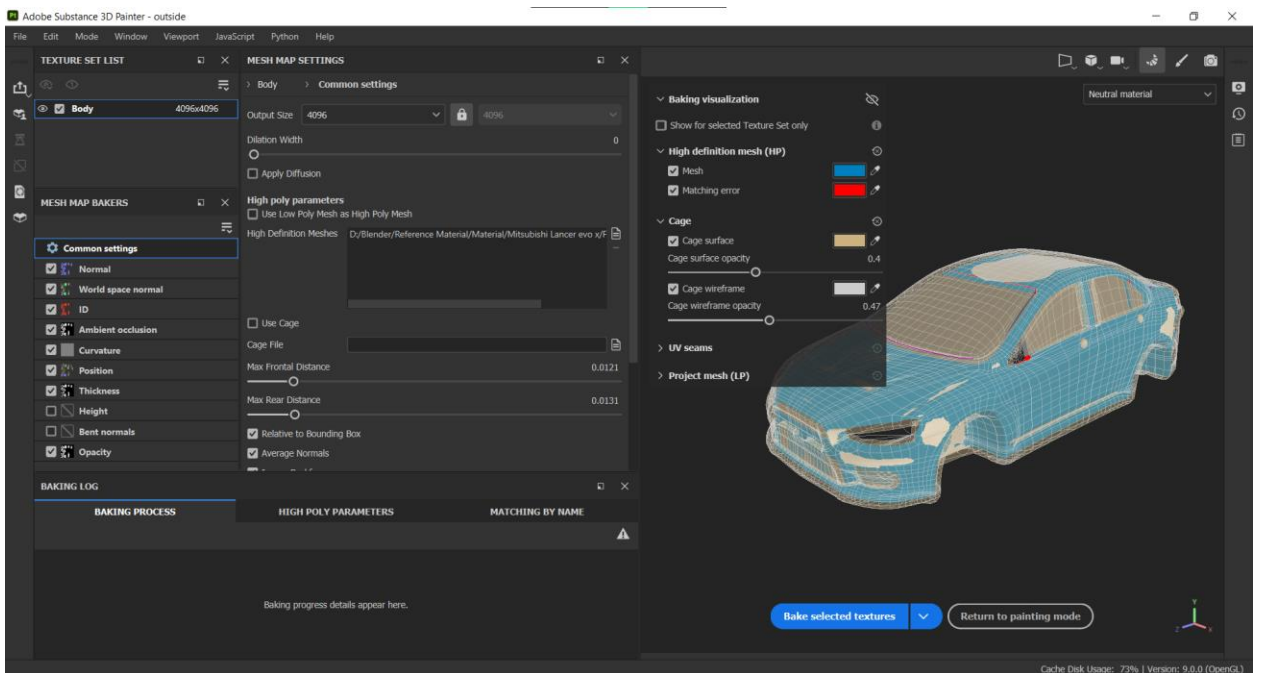 Pt Adobe Substance 3D Painter - outside
File Edit Mode Window Viewport JavaScript Python Help
TEXTURE SET LIST
Body 4096x4096
MESH MAP BAKERS
Common settings
Normal
World space normal
ID
Ambient occlusion
Curvature
Position
Thickness
Height
Bent normals
Opacity
MESH MAP SETTINGS
Body Common settings
Output Size 4096 4096
Dilation Width 0
Apply Diffusion
High poly parameters
Use Low Poly Mesh as High Poly Mesh
High Definition Meshes D:/Blender/Reference Material/Material/Mitsubishi Lancer evo x/F
Use Cage
Cage File
Max Frontal Distance 0.0121
Max Rear Distance 0.0131
Relative to Bounding Box
Average Normals
BAKING LOG
BAKING PROCESS HIGH POLY PARAMETERS MATCHING BY NAME
Baking progress details appear here.
Neutral material
Baking visualization
Show for selected Texture Set only
High definition mesh (HP)
Mesh
Matching error
Cage
Cage surface
Cage surface opacity 0.4
Cage wireframe
Cage wireframe opacity 0.47
UV seams
Project mesh (LP)
Bake selected textures Return to painting mode
Y
Z X
Cache Disk Usage: 73% | Version: 9.0.0 (OpenGL)